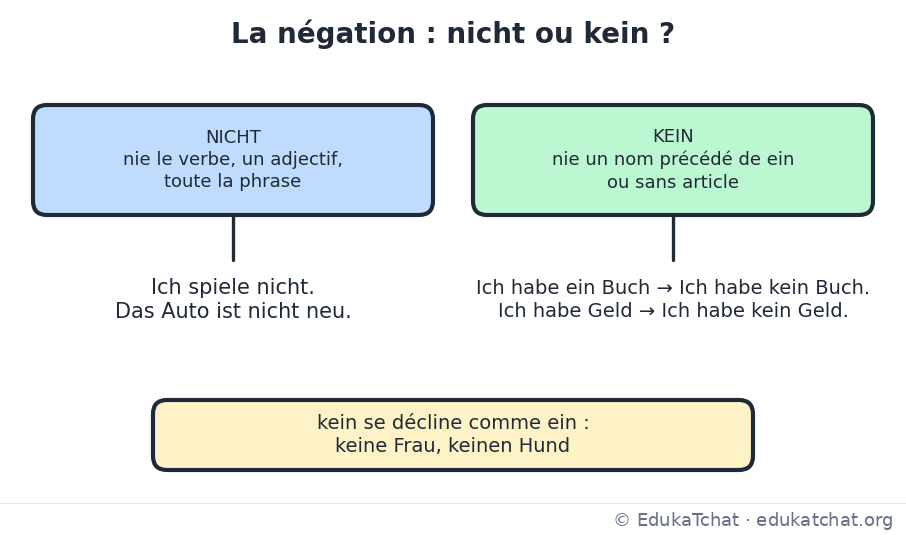 La négation : nicht ou kein ?
NICHT
nie le verbe, un adjectif,
toute la phrase
KEIN
nie un nom précédé de ein
ou sans article
Ich spiele nicht.
Das Auto ist nicht neu.
Ich habe ein Buch → Ich habe kein Buch.
Ich habe Geld → Ich habe kein Geld.
kein se décline comme ein :
keine Frau, keinen Hund
© EdukaTchat · edukatchat.org